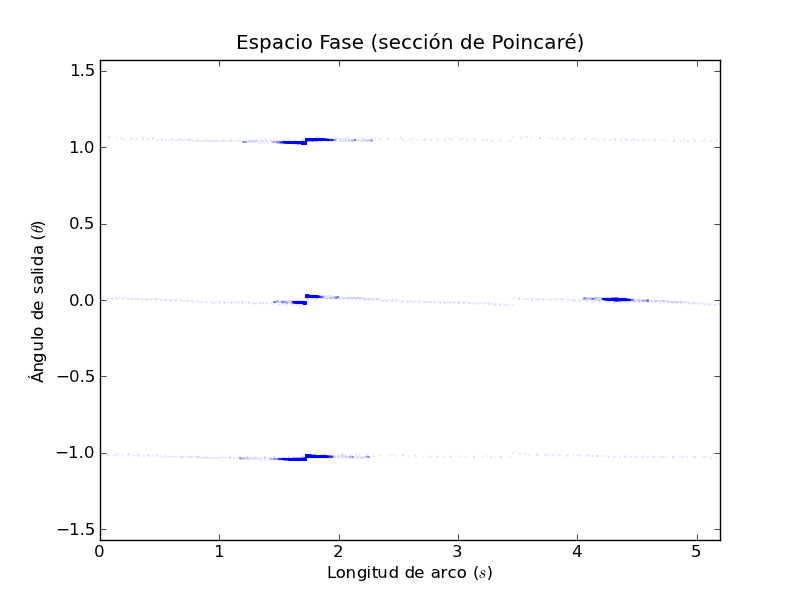 Espacio Fase (sección de Poincaré)
Ángulo de salida (θ)
1.5
1.0
0.5
0.0
−0.5
−1.0
−1.5
0 1 2 3 4 5
Longitud de arco (s)